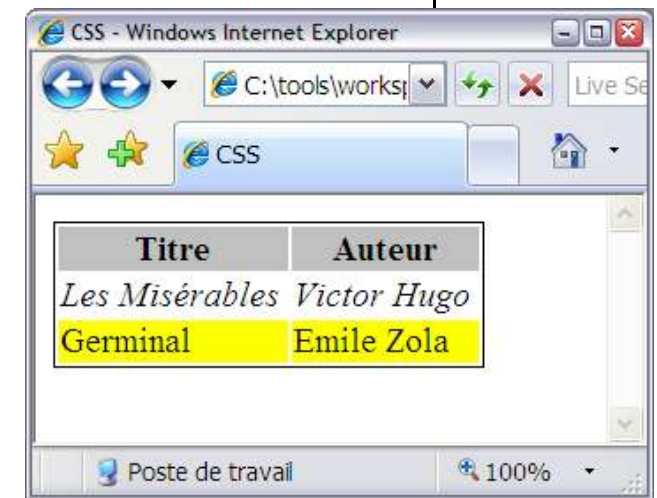 CSS - Windows Internet Explorer
C:\tools\works
Live Se
CSS
Titre Auteur
Les Misérables Victor Hugo
Germinal Emile Zola
Poste de travail 100%